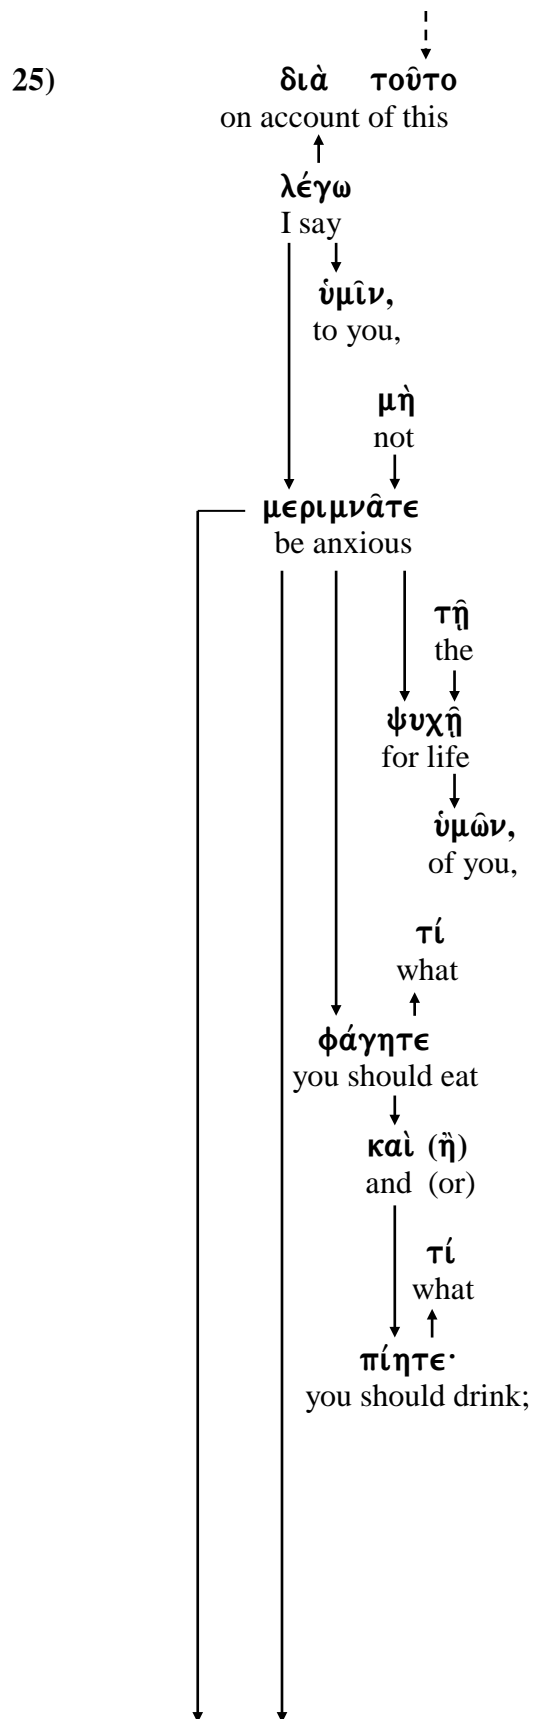 25) διὰ τοῦτο
on account of this
λέγω
I say
ὑμῖν,
to you,
μὴ
not
μεριμνᾶτε
be anxious
τῇ
the
ψυχῇ
for life
ὑμῶν,
of you,
τί
what
φάγητε
you should eat
καὶ (ἢ)
and (or)
τί
what
πίητε·
you should drink;